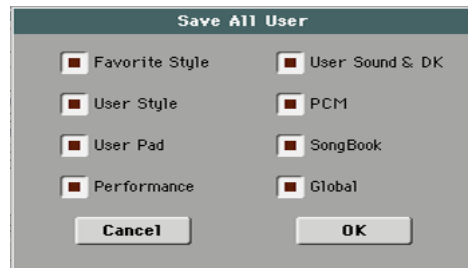 Save All User
Favorite Style
User Sound & DK
User Style
PCM
User Pad
SongBook
Performance
Global
Cancel
OK